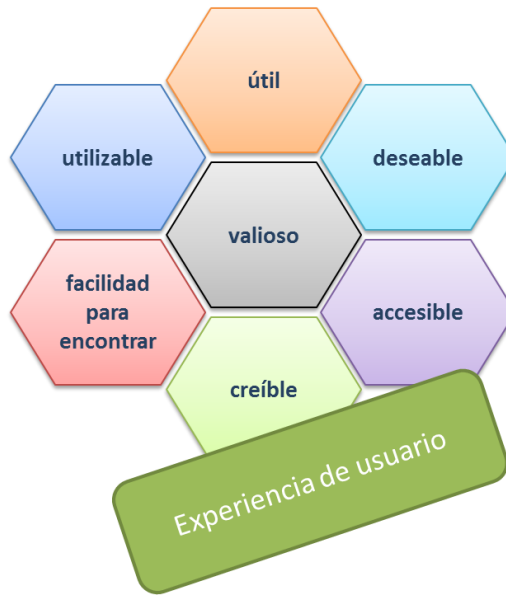 útil
utilizable
deseable
valioso
facilidad
para
encontrar
accesible
creíble
Experiencia de usuario